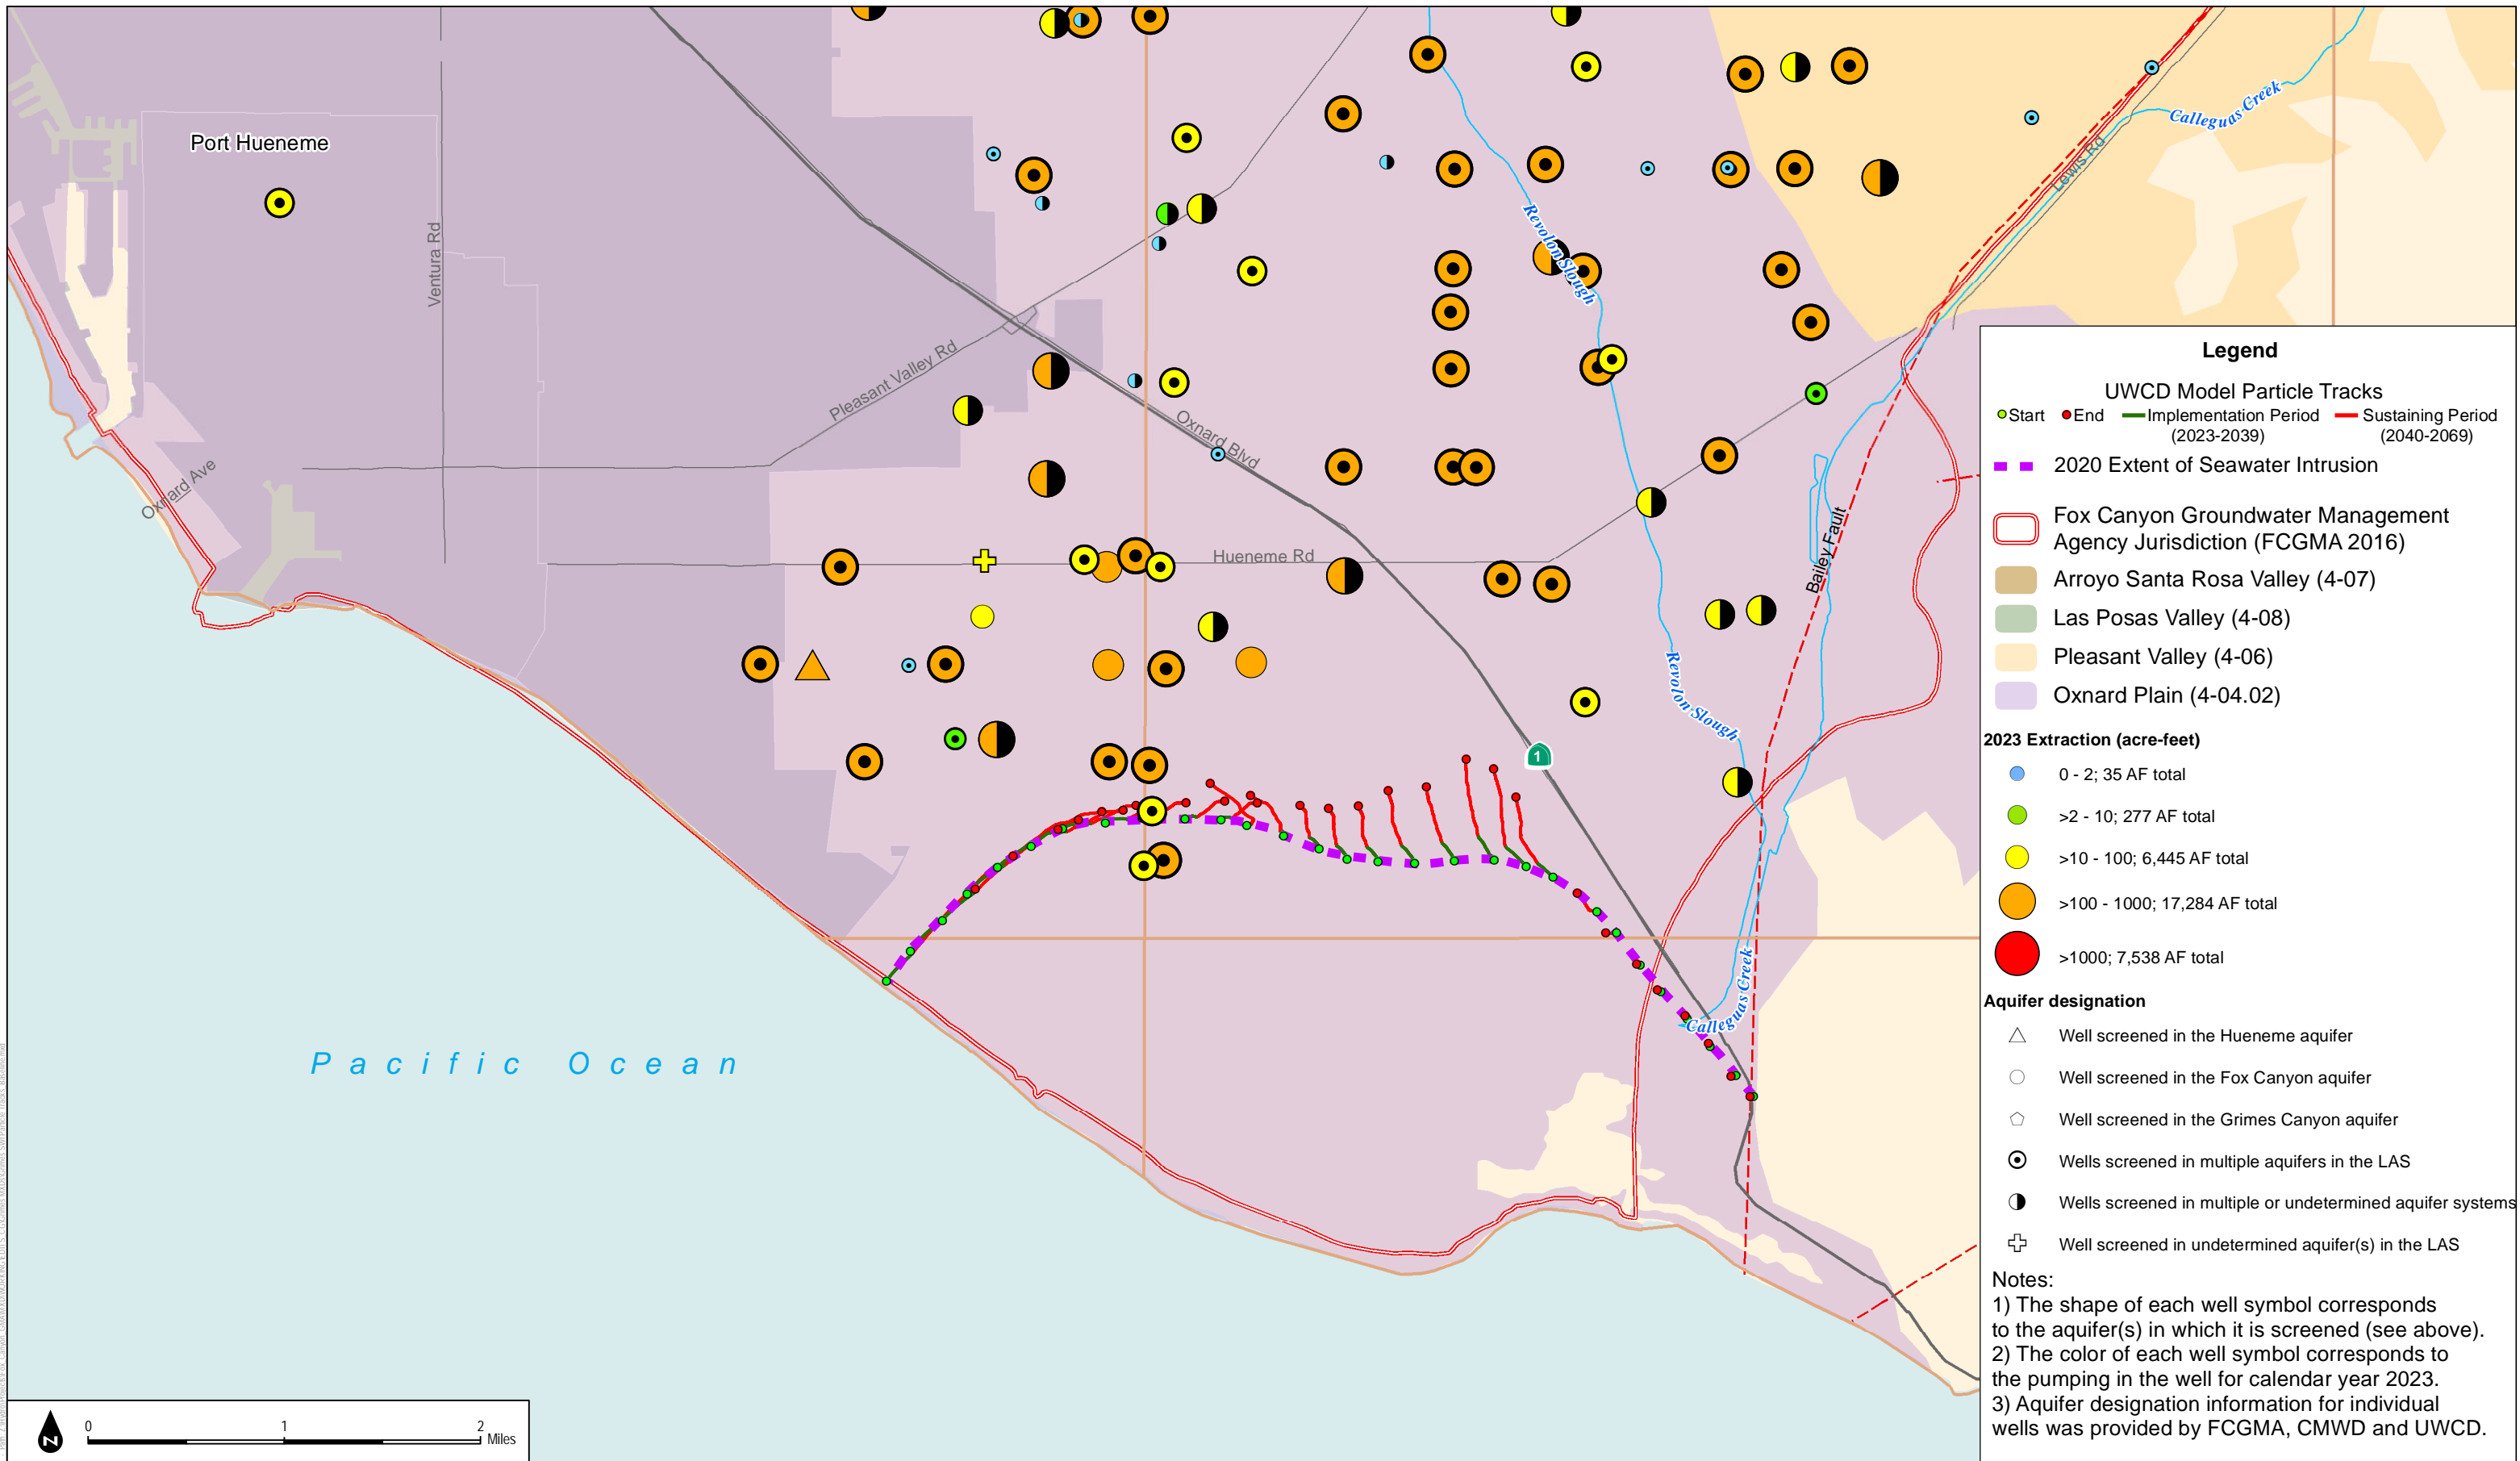 Port Hueneme
Ventura Rd
Oxnard Ave
Pleasant Valley Rd
Oxnard Blvd
Hueneme Rd
Revolon Slough
Revolon Slough
Calleguas Creek
Lewis Rd
Bailey Fault
1
Calleguas Creek
Pacific Ocean
N
0 1 2
Miles
Legend
UWCD Model Particle Tracks
Start End Implementation Period Sustaining Period
(2023-2039) (2040-2069)
2020 Extent of Seawater Intrusion
Fox Canyon Groundwater Management
Agency Jurisdiction (FCGMA 2016)
Arroyo Santa Rosa Valley (4-07)
Las Posas Valley (4-08)
Pleasant Valley (4-06)
Oxnard Plain (4-04.02)
2023 Extraction (acre-feet)
0 - 2; 35 AF total
>2 - 10; 277 AF total
>10 - 100; 6,445 AF total
>100 - 1000; 17,284 AF total
>1000; 7,538 AF total
Aquifer designation
Well screened in the Hueneme aquifer
Well screened in the Fox Canyon aquifer
Well screened in the Grimes Canyon aquifer
Wells screened in multiple aquifers in the LAS
Wells screened in multiple or undetermined aquifer systems
Well screened in undetermined aquifer(s) in the LAS
Notes:
1) The shape of each well symbol corresponds
to the aquifer(s) in which it is screened (see above).
2) The color of each well symbol corresponds to
the pumping in the well for calendar year 2023.
3) Aquifer designation information for individual
wells was provided by FCGMA, CMWD and UWCD.